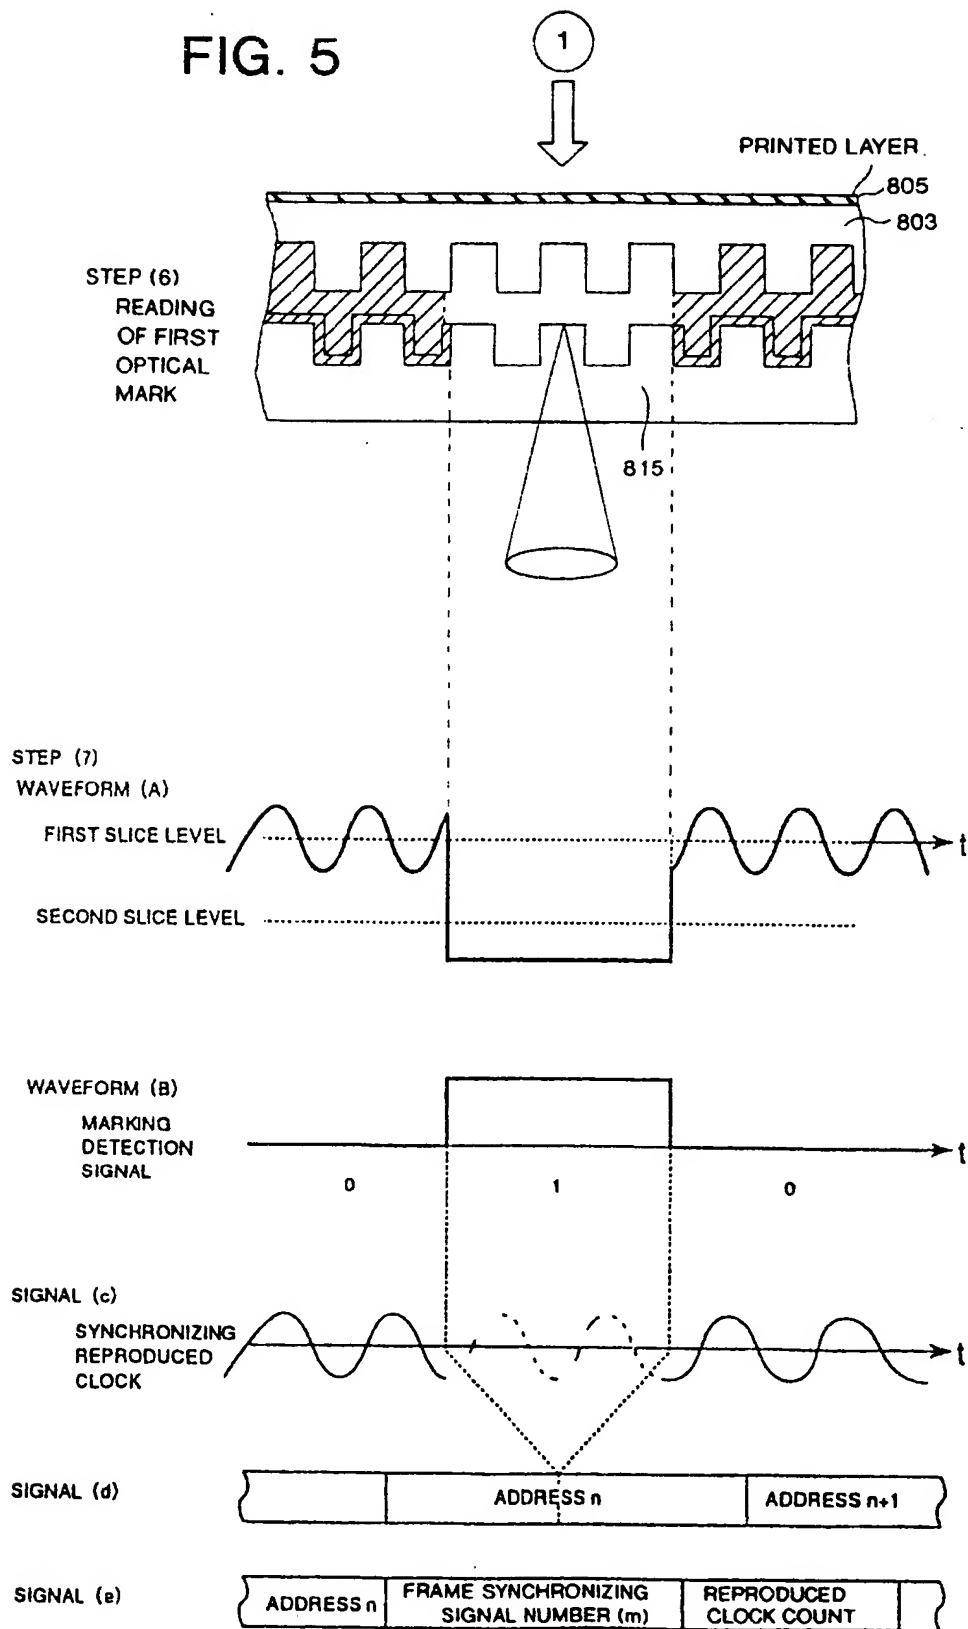 FIG. 5
1
PRINTED LAYER.
805
803
STEP (6)
READING
OF FIRST
OPTICAL
MARK
815
STEP (7)
WAVEFORM (A)
FIRST SLICE LEVEL
t
SECOND SLICE LEVEL
WAVEFORM (B)
MARKING
DETECTION
SIGNAL
t
0
1
0
SIGNAL (c)
SYNCHRONIZING
REPRODUCED
CLOCK
t
SIGNAL (d)
ADDRESS n
ADDRESS n+1
SIGNAL (e)
ADDRESS n
FRAME SYNCHRONIZING
SIGNAL NUMBER (m)
REPRODUCED
CLOCK COUNT